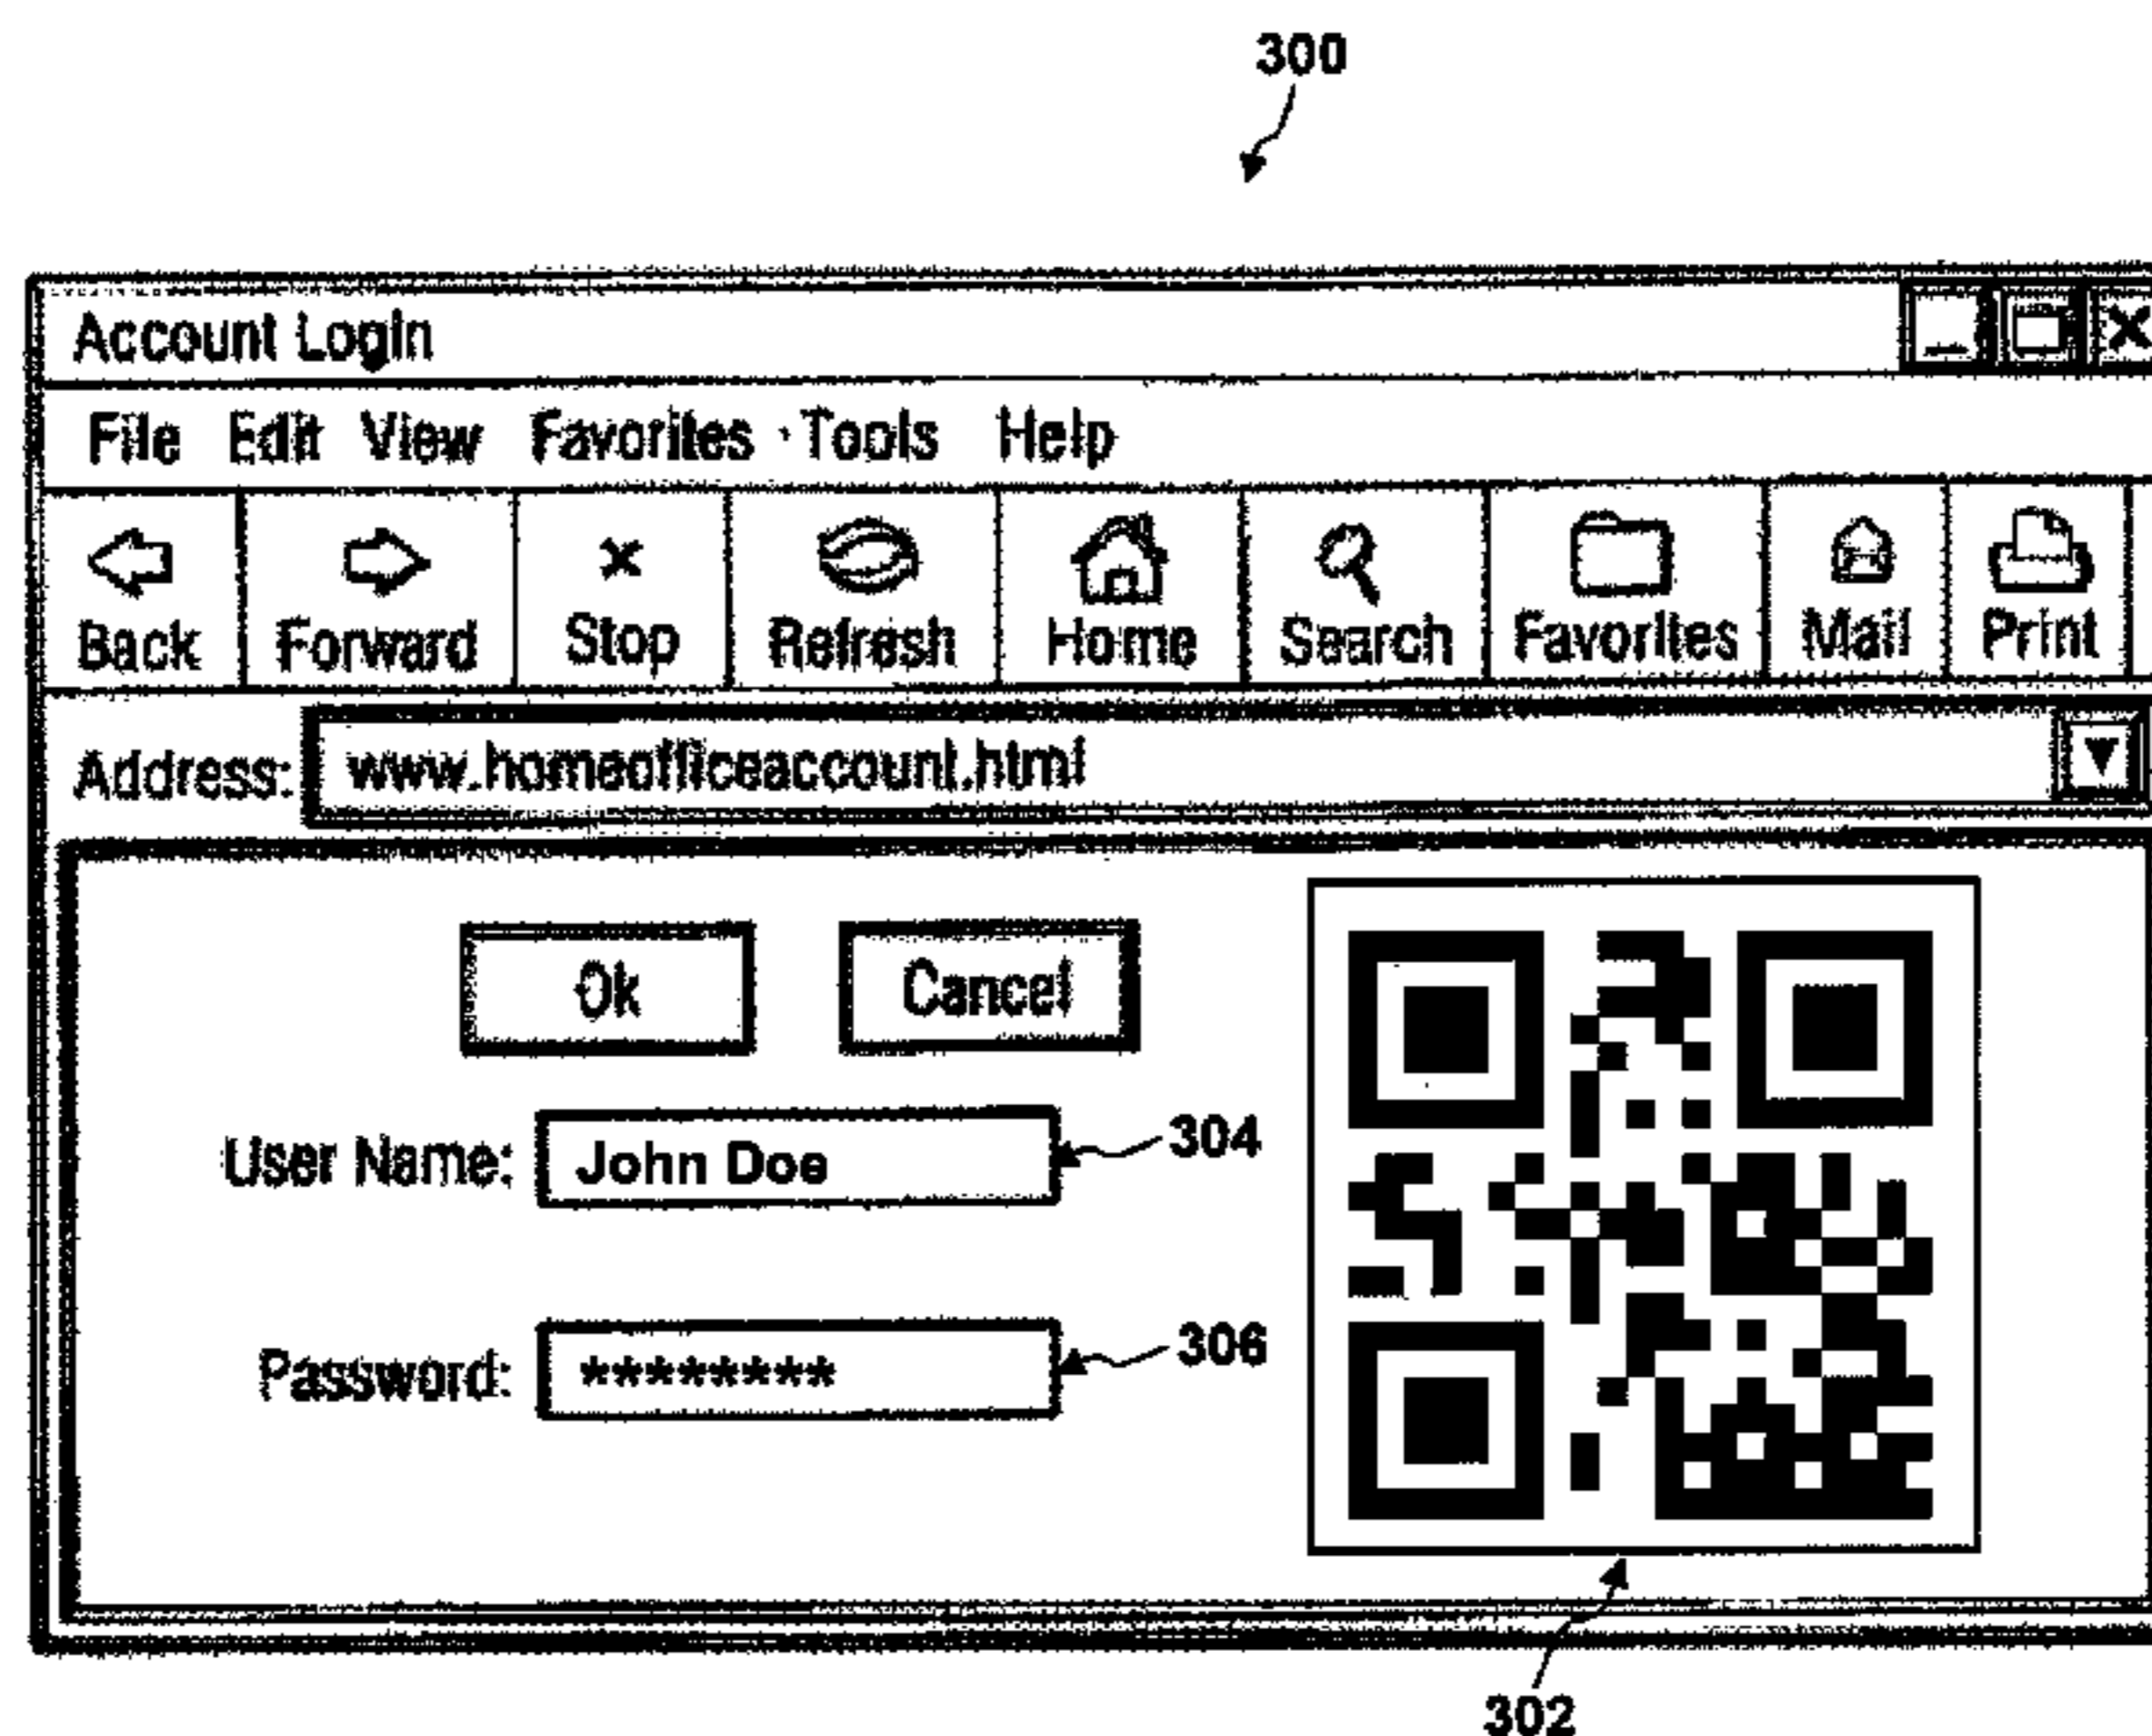 300
Account Login
File Edit View Favorites Tools Help
Back Forward Stop Refresh Home Search Favorites Mail Print
Address: www.homeofficeaccount.html
Ok Cancel
User Name: John Doe 304
Password: ******** 306
302